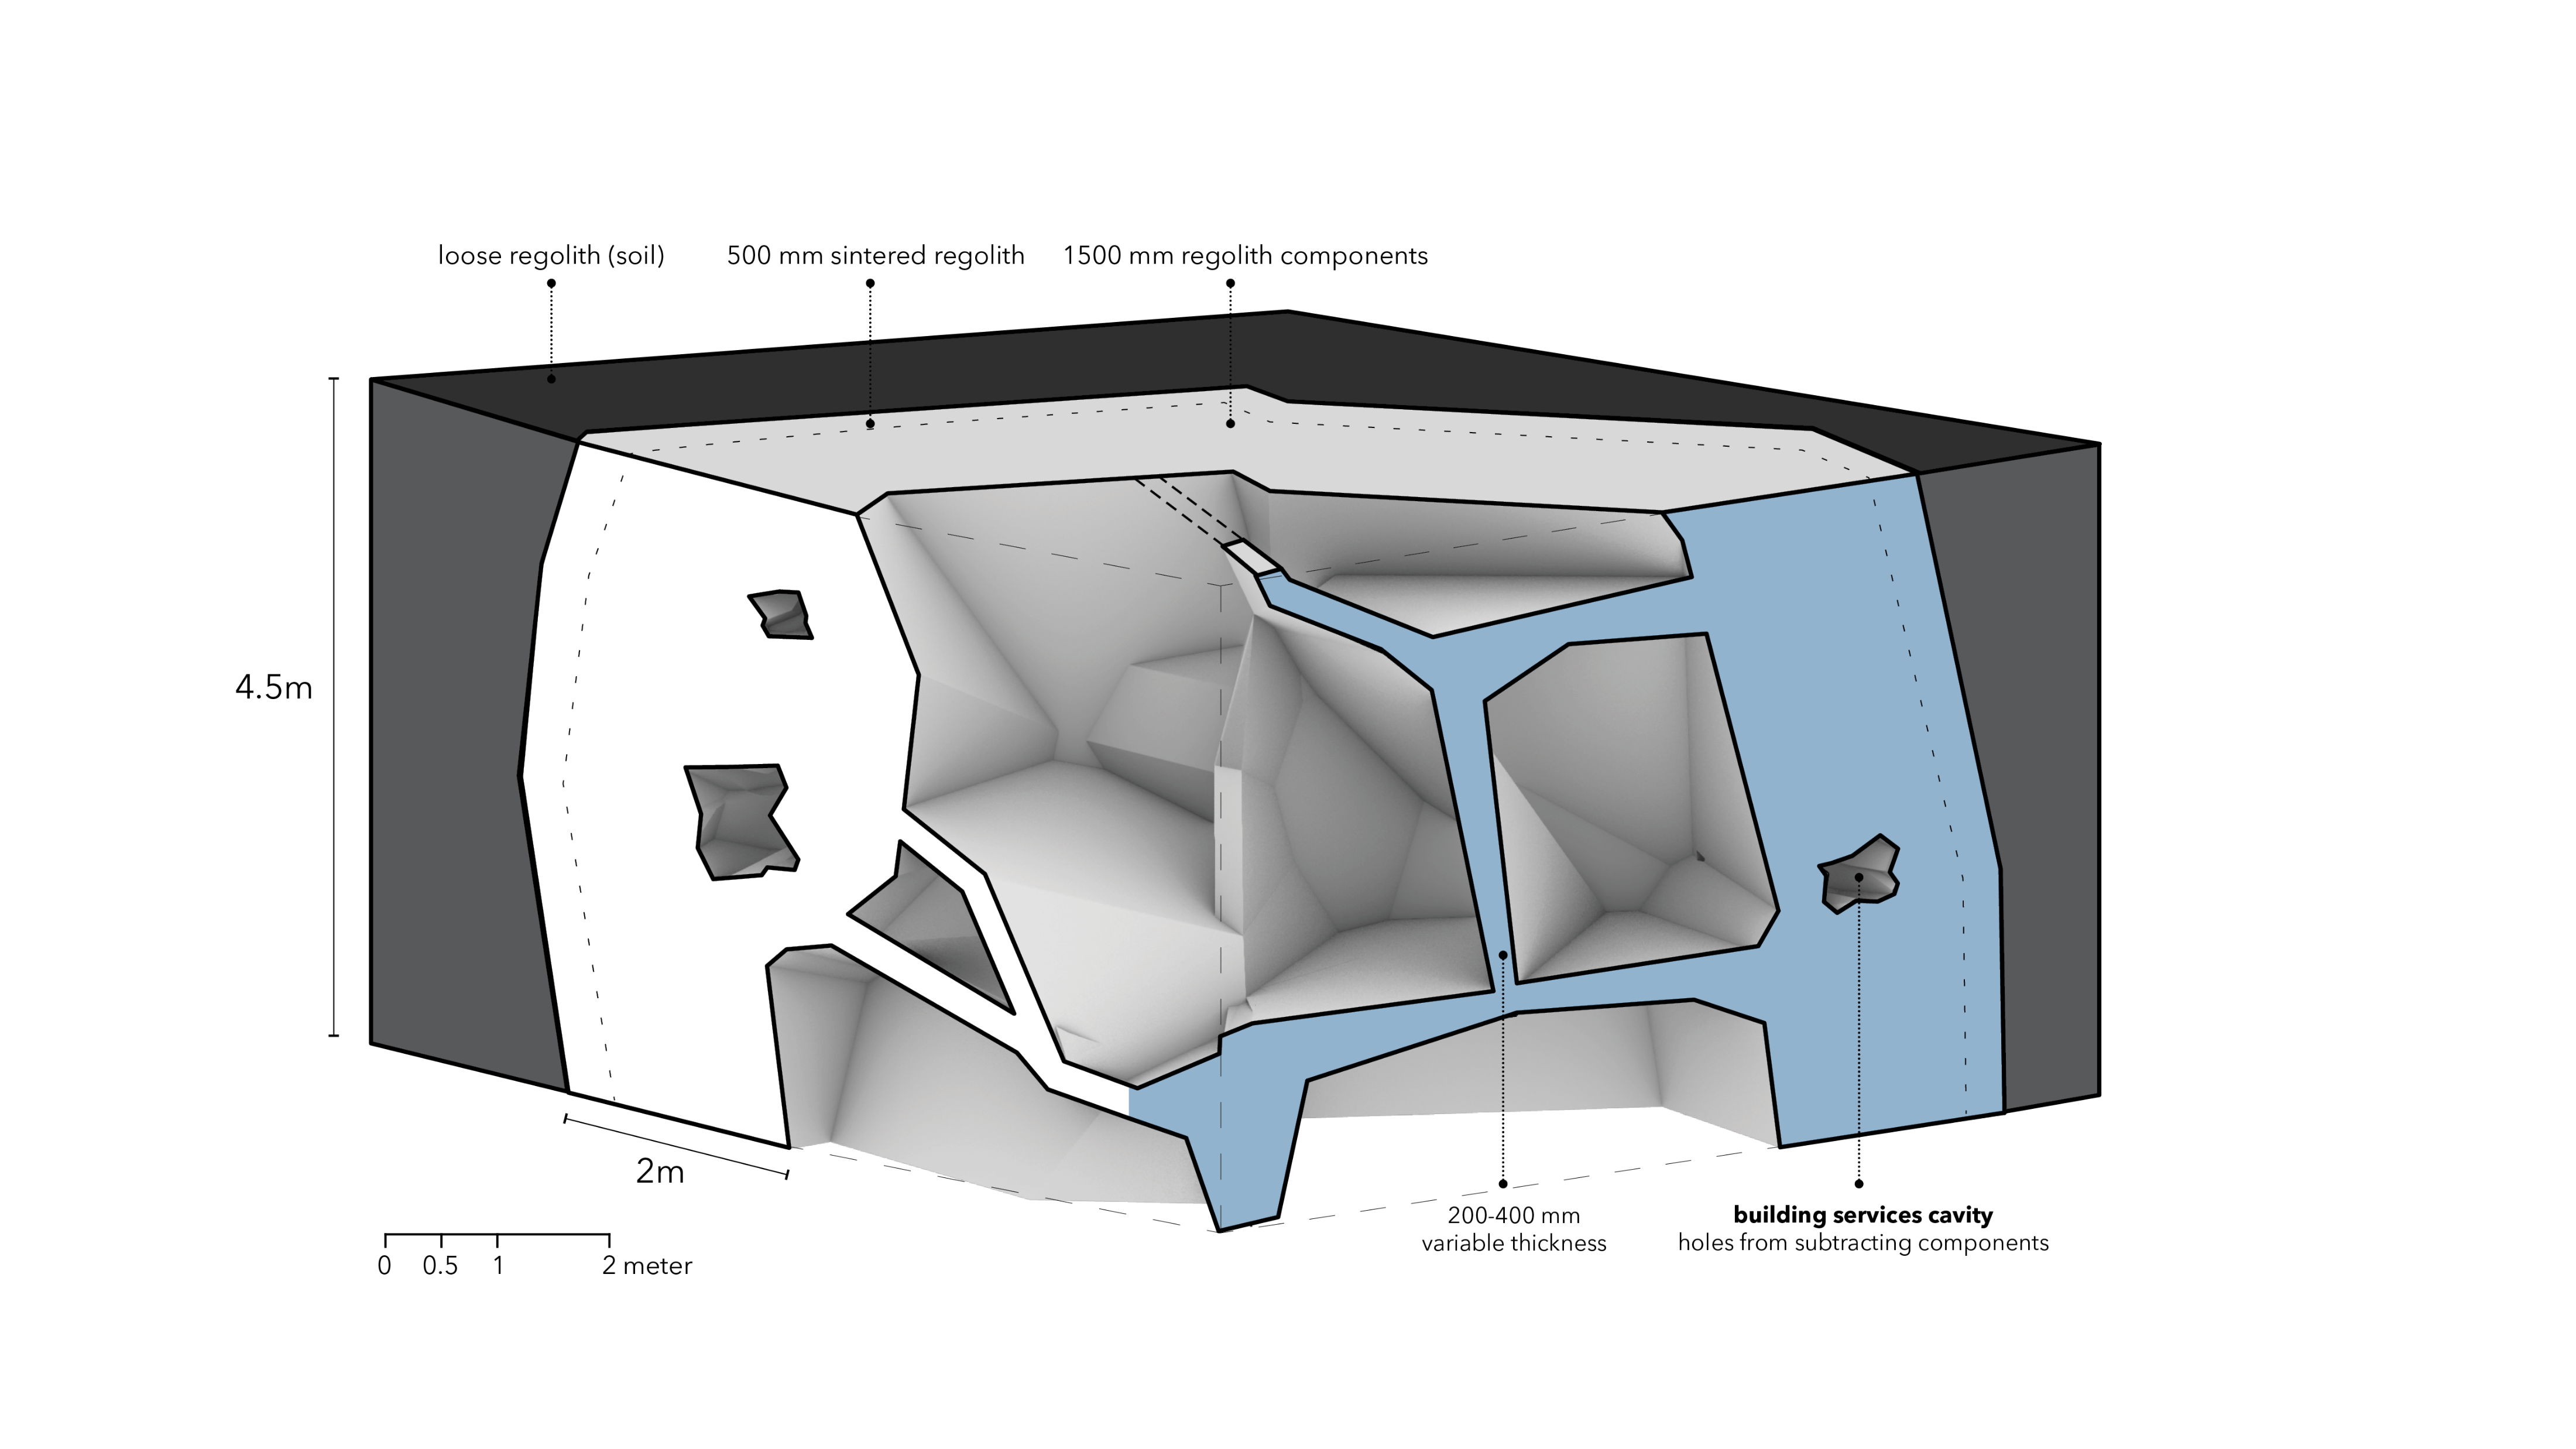 loose regolith (soil)
500 mm sintered regolith
1500 mm regolith components
4.5m
2m
0 0.5 1 2 meter
200-400 mm
variable thickness
building services cavity
holes from subtracting components